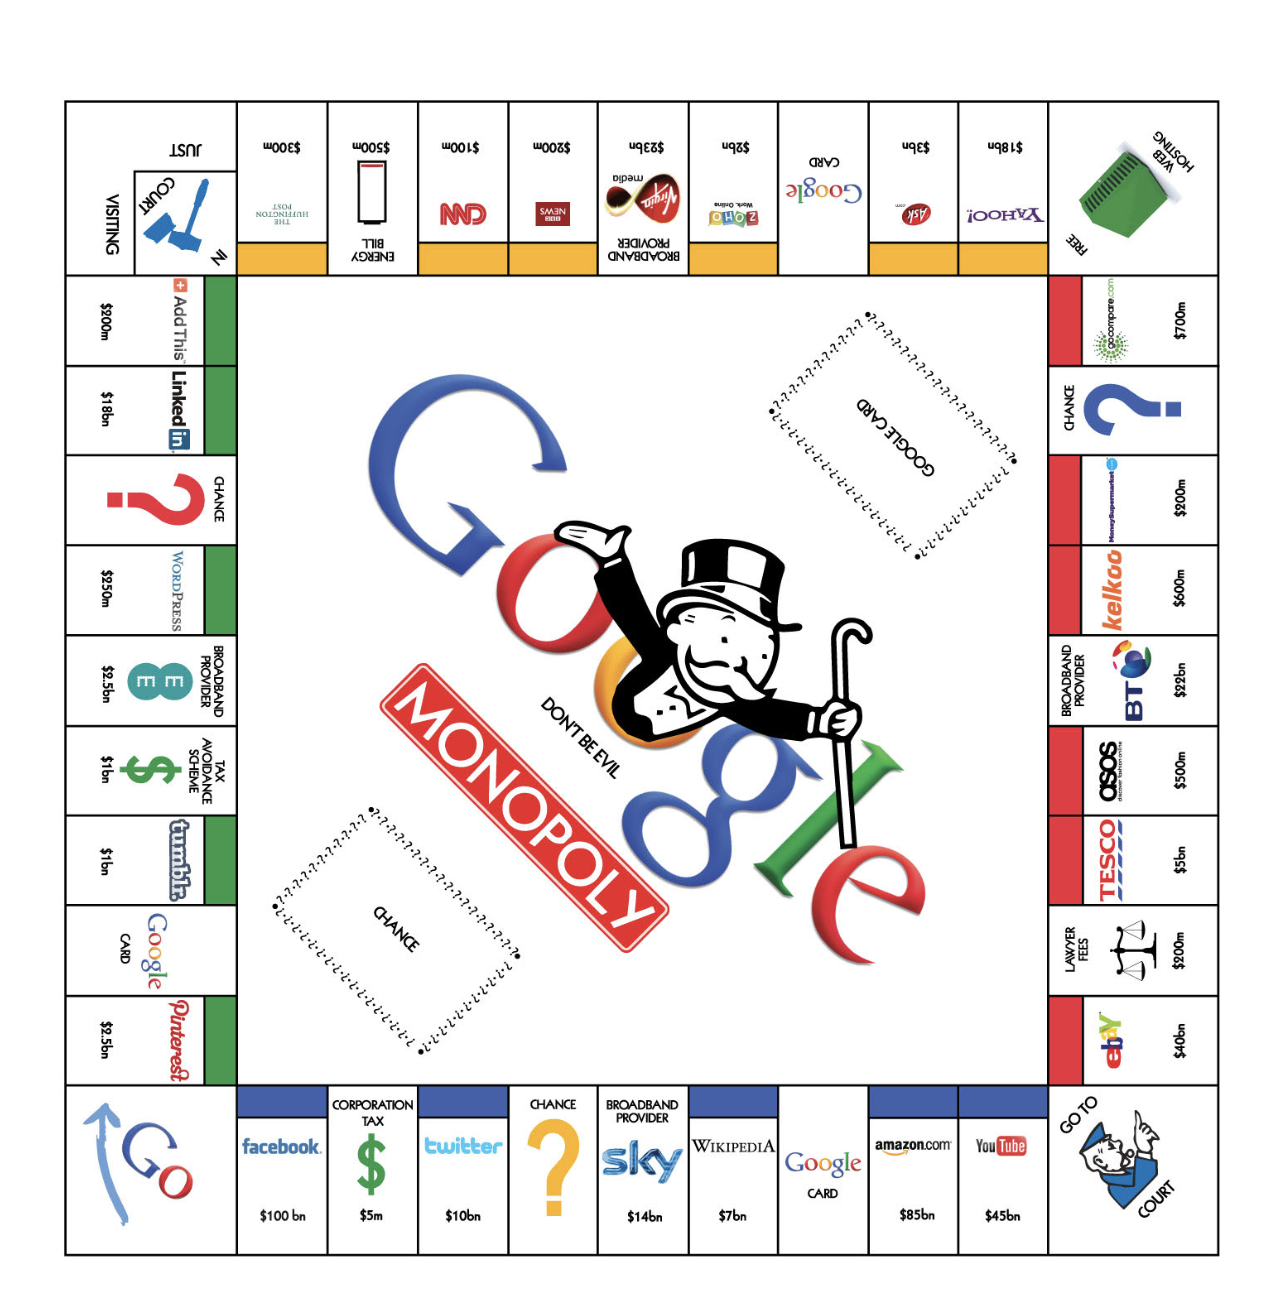 JUST
VISITING
COURT
IN
$300m
THE
HUFFINGTON
POST
$500m
ENERGY
BILL
$100m
CNN
$200m
BBC
NEWS
$23bn
Virgin
media
BROADBAND
PROVIDER
$2bn
ZOHO
Work. Online
CARD
Google
$3bn
Ask
.com
$18bn
YAHOO!
FREE
WEB
HOSTING
gocompare.com
$700m
CHANCE
?
MoneySupermarket
$200m
kelkoo
$600m
BROADBAND
PROVIDER
BT
$22bn
asos
discover fashion online
$500m
TESCO
$5bn
LAWYER
FEES
$200m
ebaY
$40bn
GO TO
COURT
YouTube
$45bn
amazon.com
$85bn
Google
CARD
WIKIPEDIA
$7bn
BROADBAND
PROVIDER
sky
$14bn
CHANCE
?
twitter
$10bn
CORPORATION
TAX
$
$5m
facebook.
$100 bn
GO
Pinterest
$2.5bn
Google
CARD
tumblr.
$1bn
TAX
AVOIDANCE
SCHEME
$
$1bn
BROADBAND
PROVIDER
EE
$2.5bn
WORDPRESS
$250m
CHANCE
?
Linked in.
$18bn
+ AddThis
$200m
GOOGLE CARD
Google
DON'T BE EVIL
MONOPOLY
CHANCE